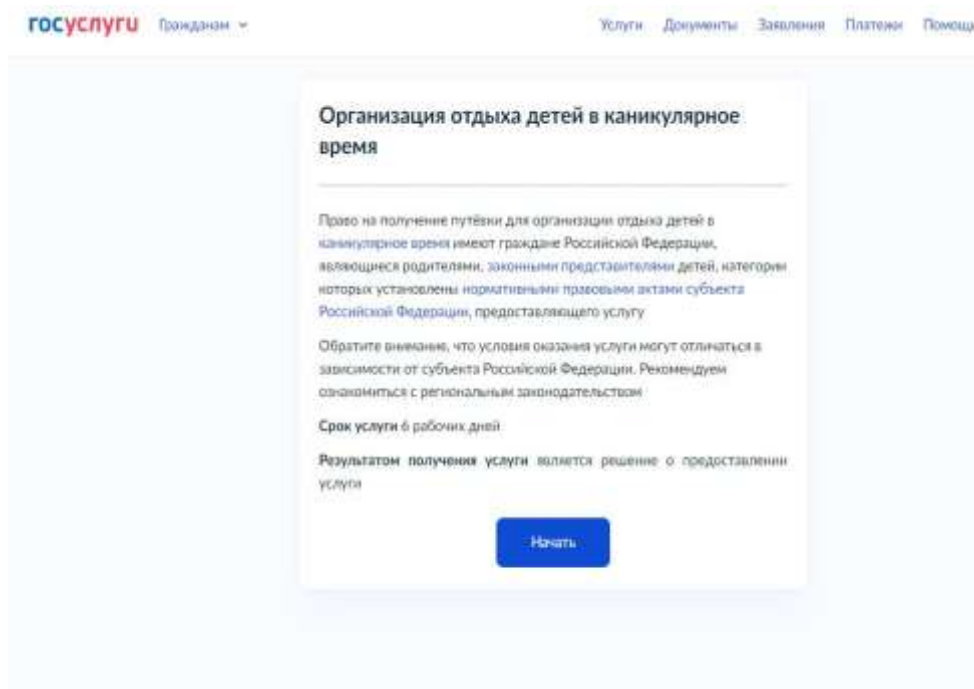 госуслуги Гражданам Услуги Документы Заявления Платежи Помощь
Организация отдыха детей в каникулярное
время
Право на получение путёвки для организации отдыха детей в
каникулярное время имеют граждане Российской Федерации,
являющиеся родителями, законными представителями детей, категории
которых установлены нормативными правовыми актами субъекта
Российской Федерации, предоставляющего услугу
Обратите внимание, что условия оказания услуги могут отличаться в
зависимости от субъекта Российской Федерации. Рекомендуем
ознакомиться с региональным законодательством
Срок услуги 6 рабочих дней
Результатом получения услуги является решение о предоставлении
услуги
Начать